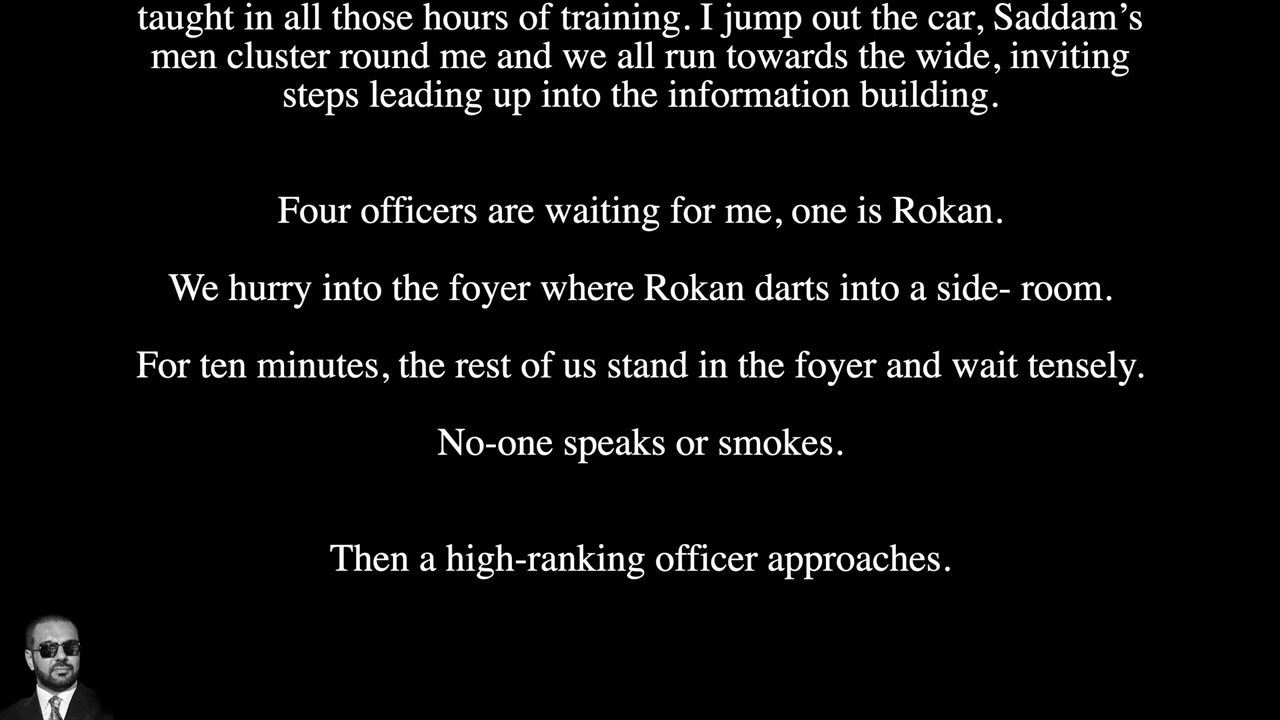 taught in all those hours of training. I jump out the car, Saddam’s
men cluster round me and we all run towards the wide, inviting
steps leading up into the information building.
Four officers are waiting for me, one is Rokan.
We hurry into the foyer where Rokan darts into a side- room.
For ten minutes, the rest of us stand in the foyer and wait tensely.
No-one speaks or smokes.
Then a high-ranking officer approaches.